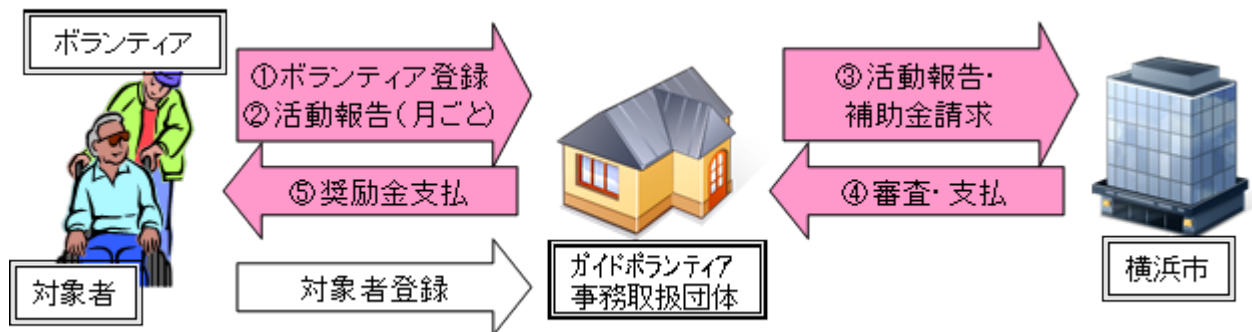 ボランティア
①ボランティア登録
②活動報告(月ごと)
③活動報告・
補助金請求
⑤奨励金支払
④審査・支払
対象者
対象者登録
ガイドボランティア
事務取扱団体
横浜市